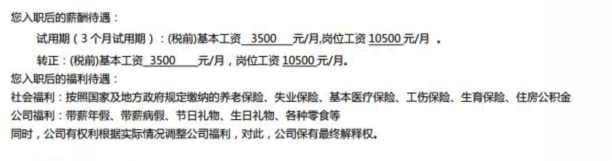 您入职后的薪酬待遇：
试用期（3个月试用期）：(税前)基本工资 3500 元/月,岗位工资 10500 元/月 。
转正：(税前)基本工资 3500 元/月，岗位工资 10500 元/月。
您入职后的福利待遇：
社会福利：按照国家及地方政府规定缴纳的养老保险、失业保险、基本医疗保险、工伤保险、生育保险、住房公积金
公司福利：带薪年假、带薪病假、节日礼物、生日礼物、各种零食等
同时，公司有权利根据实际情况调整公司福利，对此，公司保有最终解释权。